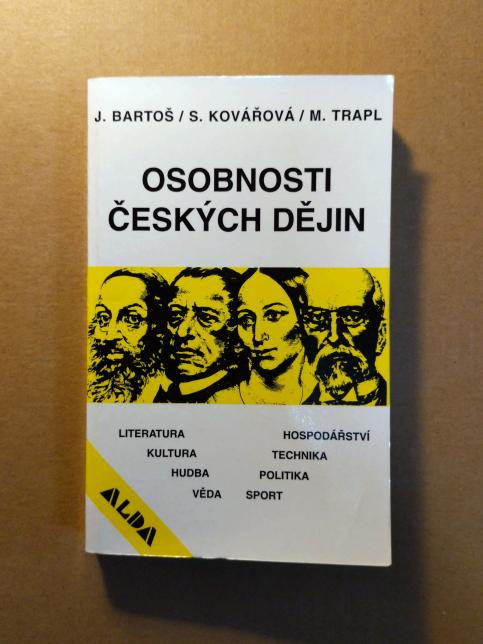 J. BARTOŠ / S. KOVÁŘOVÁ / M. TRAPL
OSOBNOSTI
ČESKÝCH DĚJIN
LITERATURA HOSPODÁŘSTVÍ
KULTURA TECHNIKA
HUDBA POLITIKA
VĚDA SPORT
ALDA